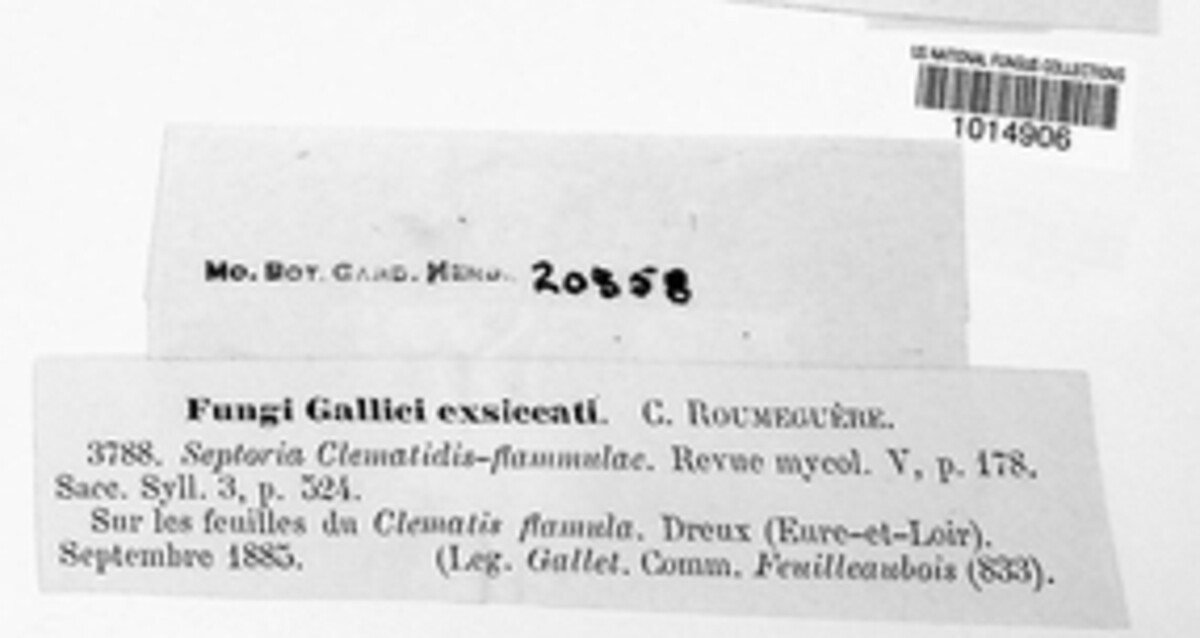 US NATIONAL FUNGUS COLLECTIONS
1014906
Mo. Bot. Gard. Herb. 20858
Fungi Gallici exsiccati. C. Roumeguère.
3788. Septoria Clematidis-flammulae. Revue mycol. V, p. 178.
Sacc. Syll. 3, p. 524.
Sur les feuilles du Clematis flamula. Dreux (Eure-et-Loir).
Septembre 1885. (Leg. Gallet. Comm. Feuilleaubois (833).